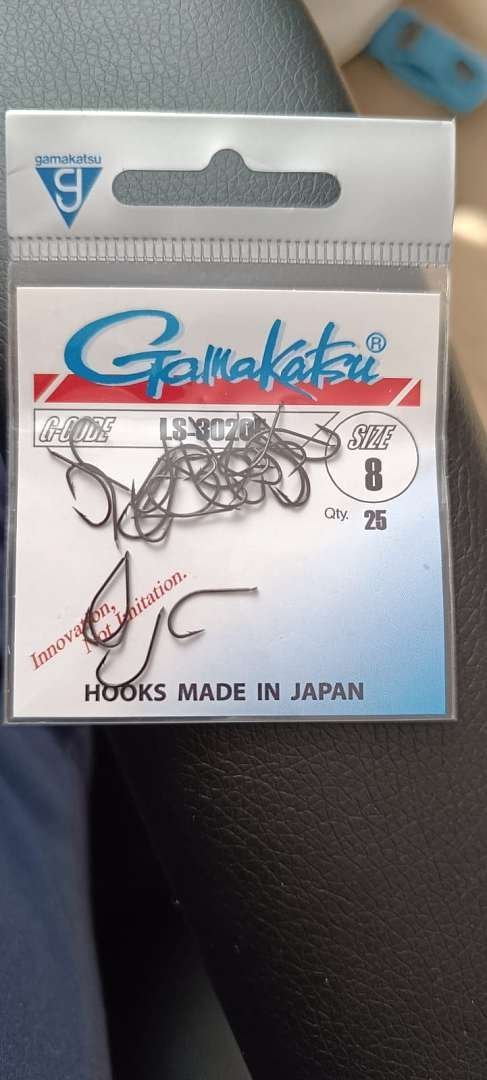 gamakatsu
g
Gamakatsu®
G-CODE
SIZE
8
Qty. 25
Innovation,
Not Imitation.
HOOKS MADE IN JAPAN